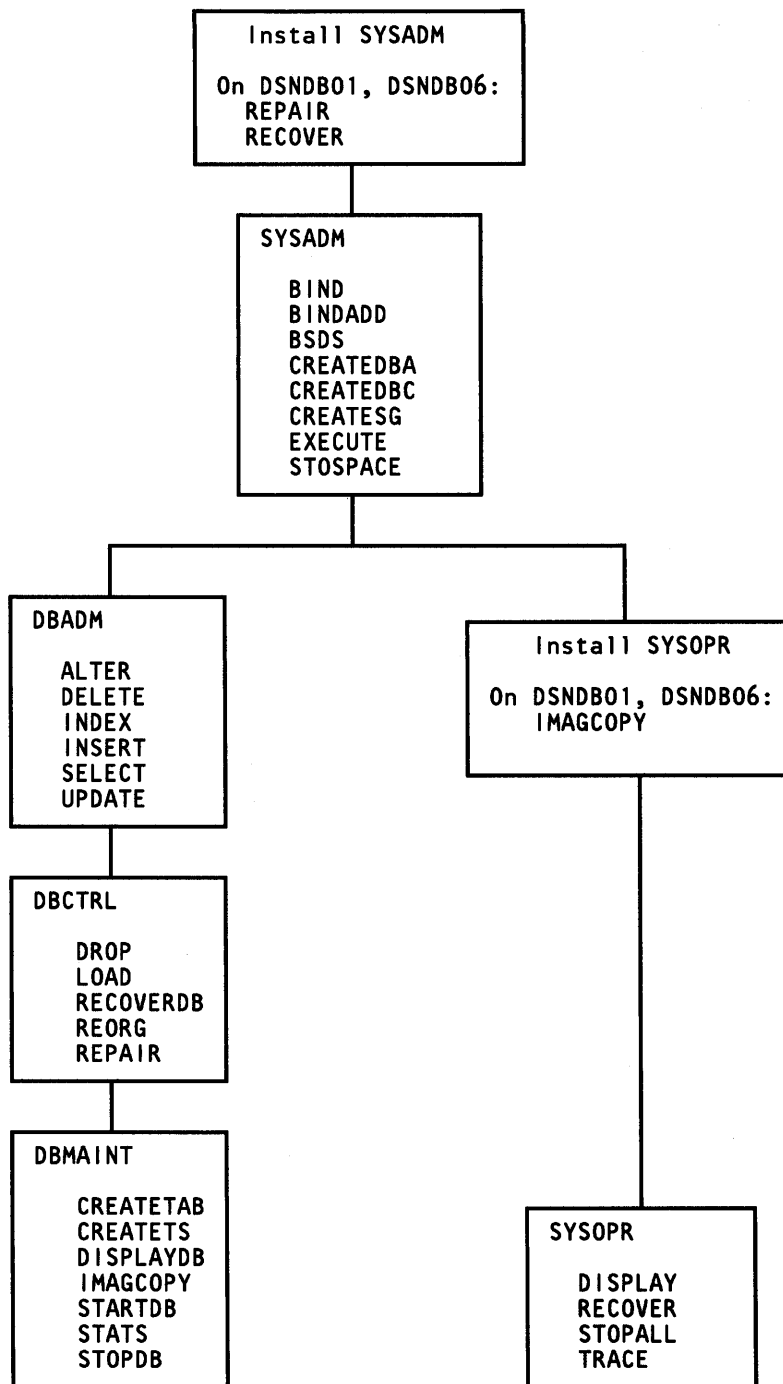 Install SYSADM
On DSNDB01, DSNDB06:
REPAIR
RECOVER
SYSADM
BIND
BINDADD
BSDS
CREATEDBA
CREATEDBC
CREATESG
EXECUTE
STOSPACE
DBADM
ALTER
DELETE
INDEX
INSERT
SELECT
UPDATE
Install SYSOPR
On DSNDB01, DSNDB06:
IMAGCOPY
DBCTRL
DROP
LOAD
RECOVERDB
REORG
REPAIR
DBMAINT
CREATETAB
CREATETS
DISPLAYDB
IMAGCOPY
STARTDB
STATS
STOPDB
SYSOPR
DISPLAY
RECOVER
STOPALL
TRACE